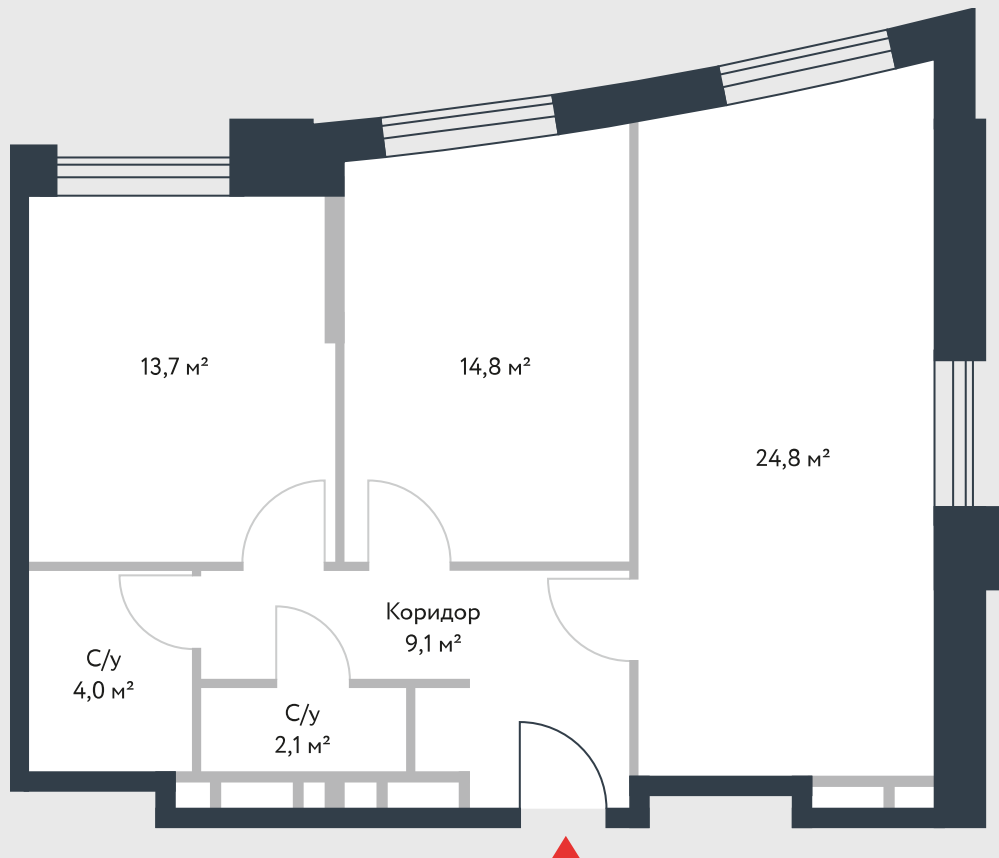 13,7 м²
14,8 м²
24,8 м²
Коридор
9,1 м²
С/у
4,0 м²
С/у
2,1 м²